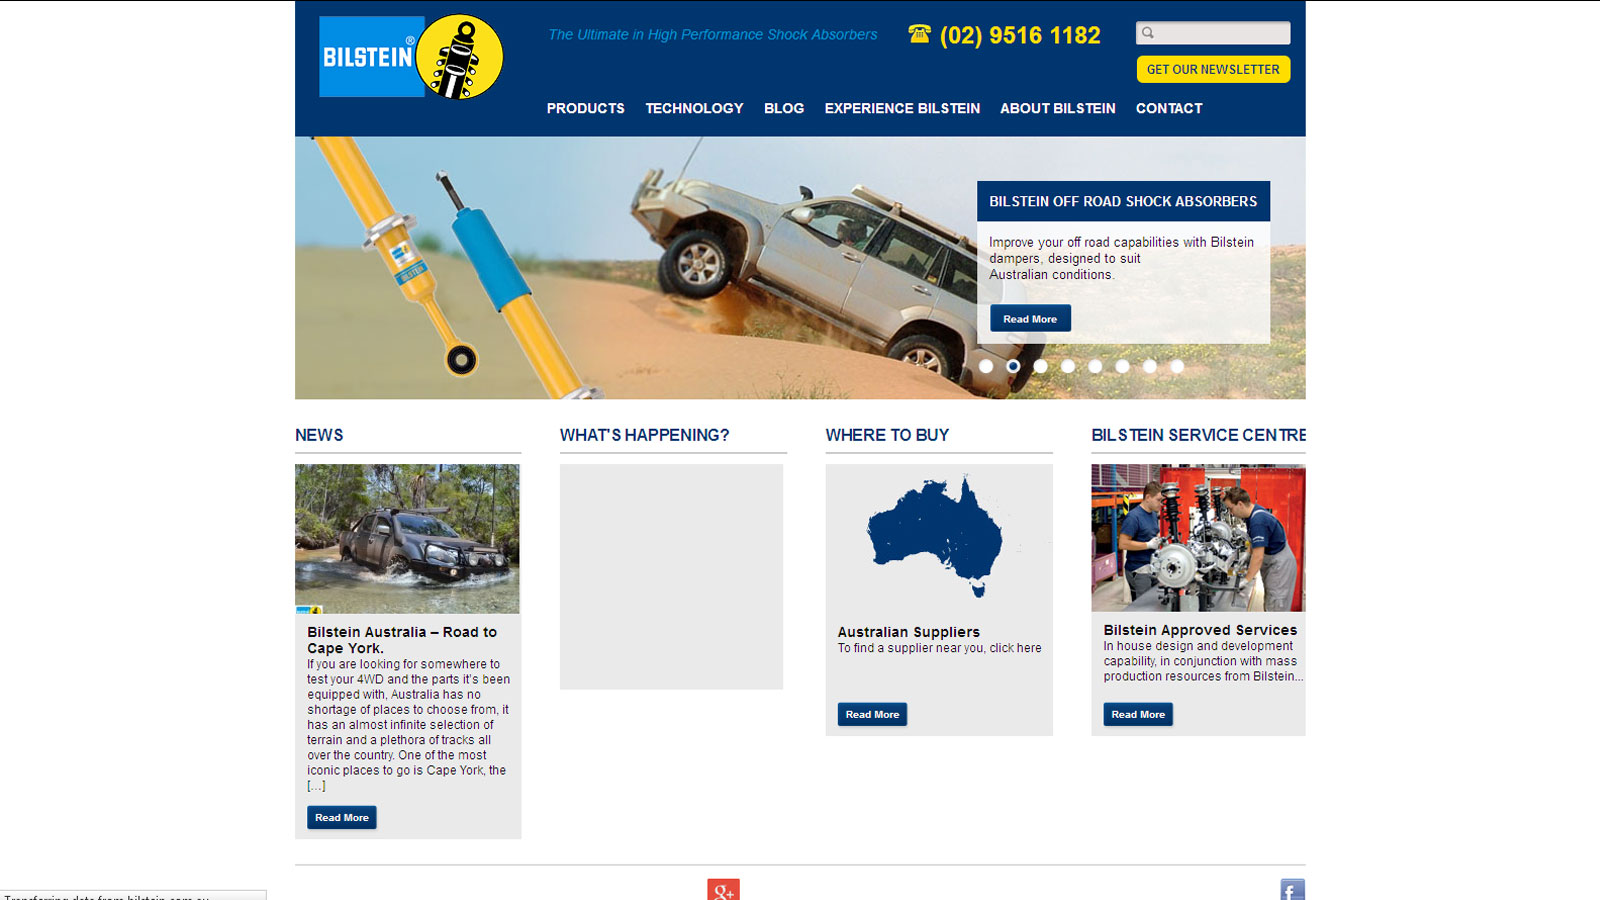 BILSTEIN®
The Ultimate in High Performance Shock Absorbers
(02) 9516 1182
GET OUR NEWSLETTER
PRODUCTS TECHNOLOGY BLOG EXPERIENCE BILSTEIN ABOUT BILSTEIN CONTACT
BILSTEIN
BILSTEIN OFF ROAD SHOCK ABSORBERS
Improve your off road capabilities with Bilstein
dampers, designed to suit
Australian conditions.
Read More
NEWS
Bilstein Australia – Road to
Cape York.
If you are looking for somewhere to
test your 4WD and the parts it's been
equipped with, Australia has no
shortage of places to choose from, it
has an almost infinite selection of
terrain and a plethora of tracks all
over the country. One of the most
iconic places to go is Cape York, the
[...]
Read More
WHAT'S HAPPENING?
WHERE TO BUY
Australian Suppliers
To find a supplier near you, click here
Read More
BILSTEIN SERVICE CENTRE
Bilstein Approved Services
In house design and development
capability, in conjunction with mass
production resources from Bilstein...
Read More
g+
f
Transferring data from bilstein.com.au